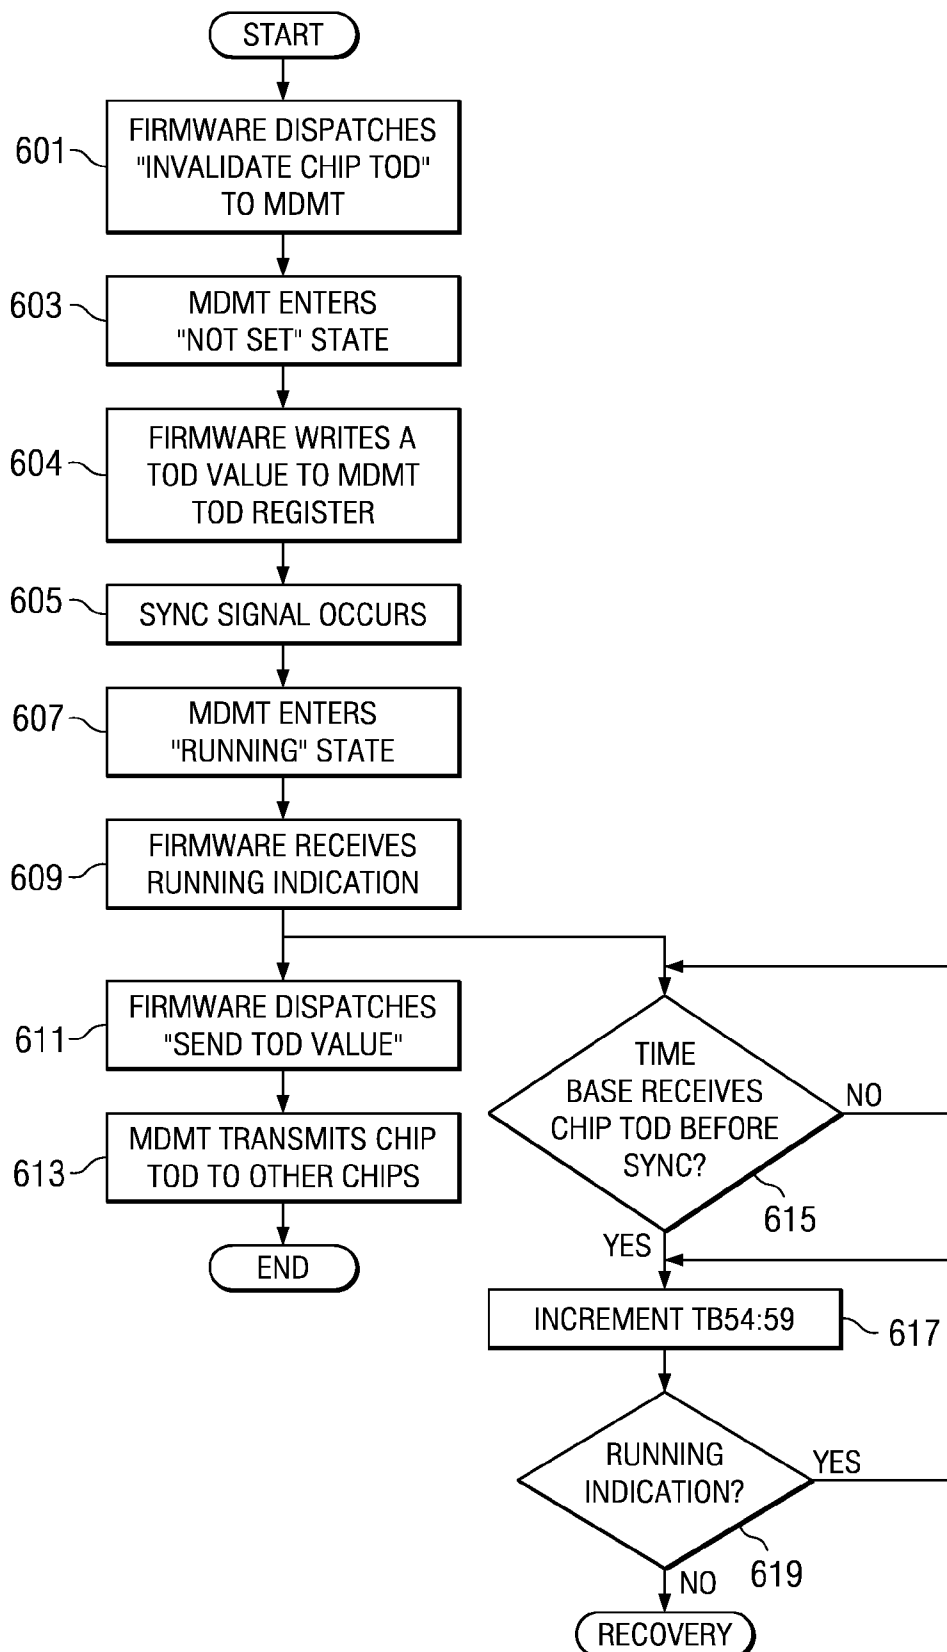 START
601
FIRMWARE DISPATCHES
"INVALIDATE CHIP TOD"
TO MDMT
603
MDMT ENTERS
"NOT SET" STATE
604
FIRMWARE WRITES A
TOD VALUE TO MDMT
TOD REGISTER
605
SYNC SIGNAL OCCURS
607
MDMT ENTERS
"RUNNING" STATE
609
FIRMWARE RECEIVES
RUNNING INDICATION
611
FIRMWARE DISPATCHES
"SEND TOD VALUE"
613
MDMT TRANSMITS CHIP
TOD TO OTHER CHIPS
END
TIME
BASE RECEIVES
CHIP TOD BEFORE
SYNC?
NO
615
YES
INCREMENT TB54:59
617
RUNNING
INDICATION?
YES
619
NO
RECOVERY